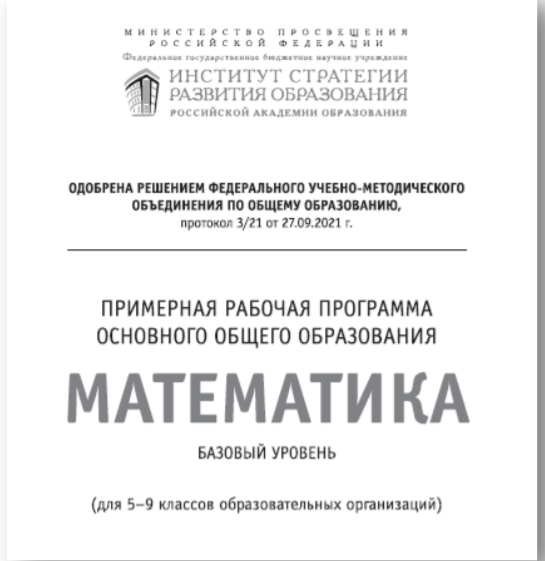 МИНИСТЕРСТВО ПРОСВЕЩЕНИЯ
РОССИЙСКОЙ ФЕДЕРАЦИИ
Федеральное государственное бюджетное научное учреждение
ИНСТИТУТ СТРАТЕГИИ
РАЗВИТИЯ ОБРАЗОВАНИЯ
РОССИЙСКОЙ АКАДЕМИИ ОБРАЗОВАНИЯ
ОДОБРЕНА РЕШЕНИЕМ ФЕДЕРАЛЬНОГО УЧЕБНО-МЕТОДИЧЕСКОГО
ОБЪЕДИНЕНИЯ ПО ОБЩЕМУ ОБРАЗОВАНИЮ,
протокол 3/21 от 27.09.2021 г.
ПРИМЕРНАЯ РАБОЧАЯ ПРОГРАММА
ОСНОВНОГО ОБЩЕГО ОБРАЗОВАНИЯ
МАТЕМАТИКА
БАЗОВЫЙ УРОВЕНЬ
(для 5–9 классов образовательных организаций)